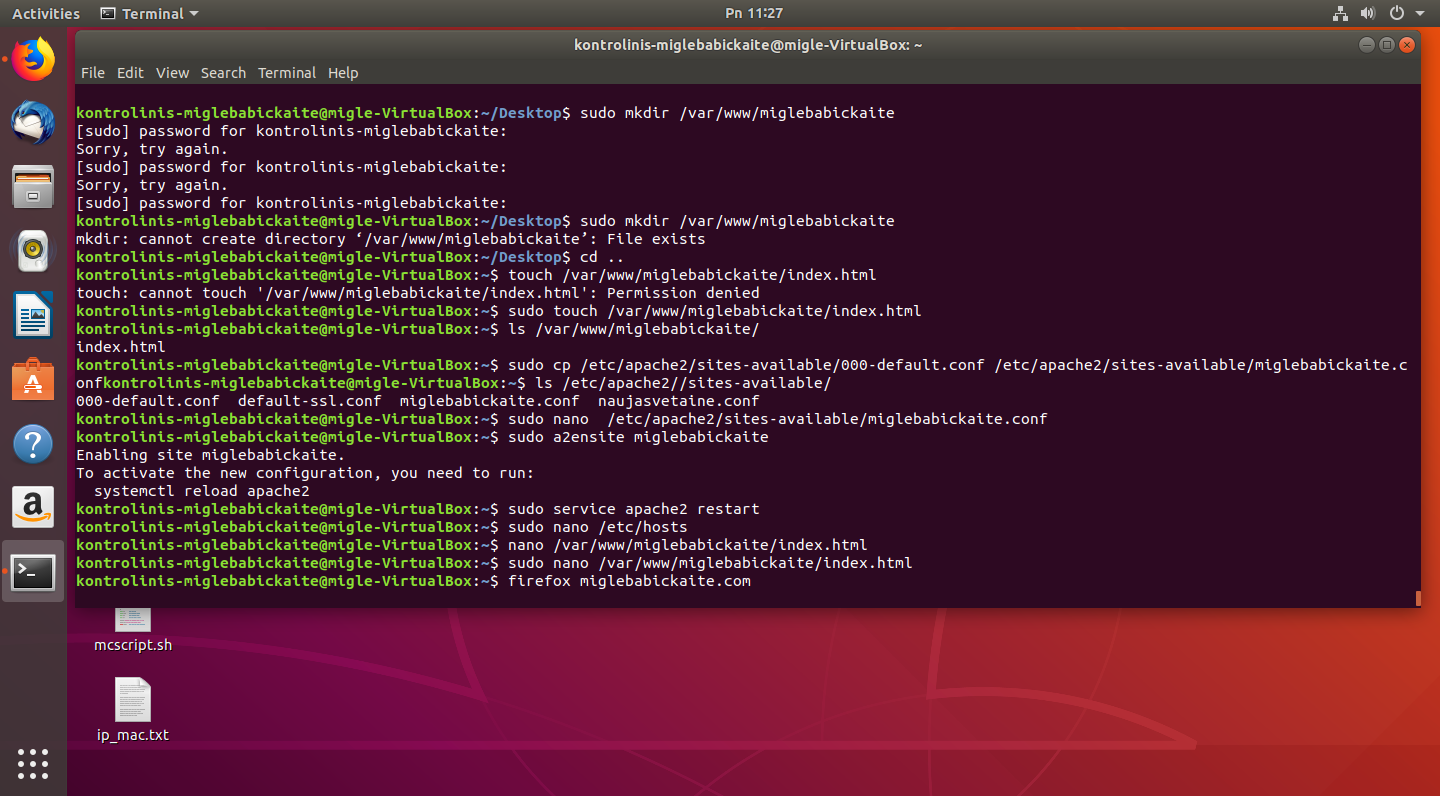 Activities Terminal Pn 11:27
kontrolinis-miglebabickaite@migle-VirtualBox: ~
File Edit View Search Terminal Help
kontrolinis-miglebabickaite@migle-VirtualBox:~/Desktop$ sudo mkdir /var/www/miglebabickaite
[sudo] password for kontrolinis-miglebabickaite:
Sorry, try again.
[sudo] password for kontrolinis-miglebabickaite:
Sorry, try again.
[sudo] password for kontrolinis-miglebabickaite:
kontrolinis-miglebabickaite@migle-VirtualBox:~/Desktop$ sudo mkdir /var/www/miglebabickaite
mkdir: cannot create directory ‘/var/www/miglebabickaite’: File exists
kontrolinis-miglebabickaite@migle-VirtualBox:~/Desktop$ cd ..
kontrolinis-miglebabickaite@migle-VirtualBox:~$ touch /var/www/miglebabickaite/index.html
touch: cannot touch '/var/www/miglebabickaite/index.html': Permission denied
kontrolinis-miglebabickaite@migle-VirtualBox:~$ sudo touch /var/www/miglebabickaite/index.html
kontrolinis-miglebabickaite@migle-VirtualBox:~$ ls /var/www/miglebabickaite/
index.html
kontrolinis-miglebabickaite@migle-VirtualBox:~$ sudo cp /etc/apache2/sites-available/000-default.conf /etc/apache2/sites-available/miglebabickaite.c
onfkontrolinis-miglebabickaite@migle-VirtualBox:~$ ls /etc/apache2//sites-available/
000-default.conf  default-ssl.conf  miglebabickaite.conf  naujasvetaine.conf
kontrolinis-miglebabickaite@migle-VirtualBox:~$ sudo nano  /etc/apache2/sites-available/miglebabickaite.conf
kontrolinis-miglebabickaite@migle-VirtualBox:~$ sudo a2ensite miglebabickaite
Enabling site miglebabickaite.
To activate the new configuration, you need to run:
  systemctl reload apache2
kontrolinis-miglebabickaite@migle-VirtualBox:~$ sudo service apache2 restart
kontrolinis-miglebabickaite@migle-VirtualBox:~$ sudo nano /etc/hosts
kontrolinis-miglebabickaite@migle-VirtualBox:~$ nano /var/www/miglebabickaite/index.html
kontrolinis-miglebabickaite@migle-VirtualBox:~$ sudo nano /var/www/miglebabickaite/index.html
kontrolinis-miglebabickaite@migle-VirtualBox:~$ firefox miglebabickaite.com
mcscript.sh
ip_mac.txt